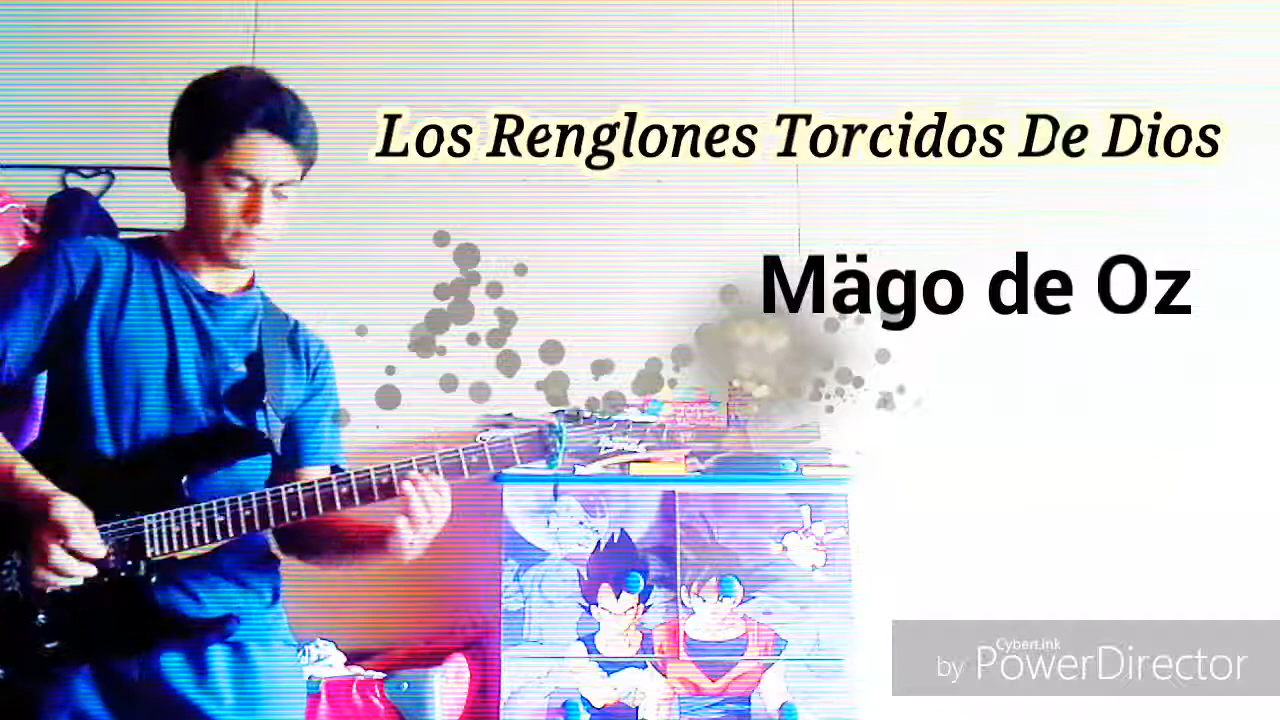 Los Renglones Torcidos De Dios
Mägo de Oz
CyberLink
by PowerDirector